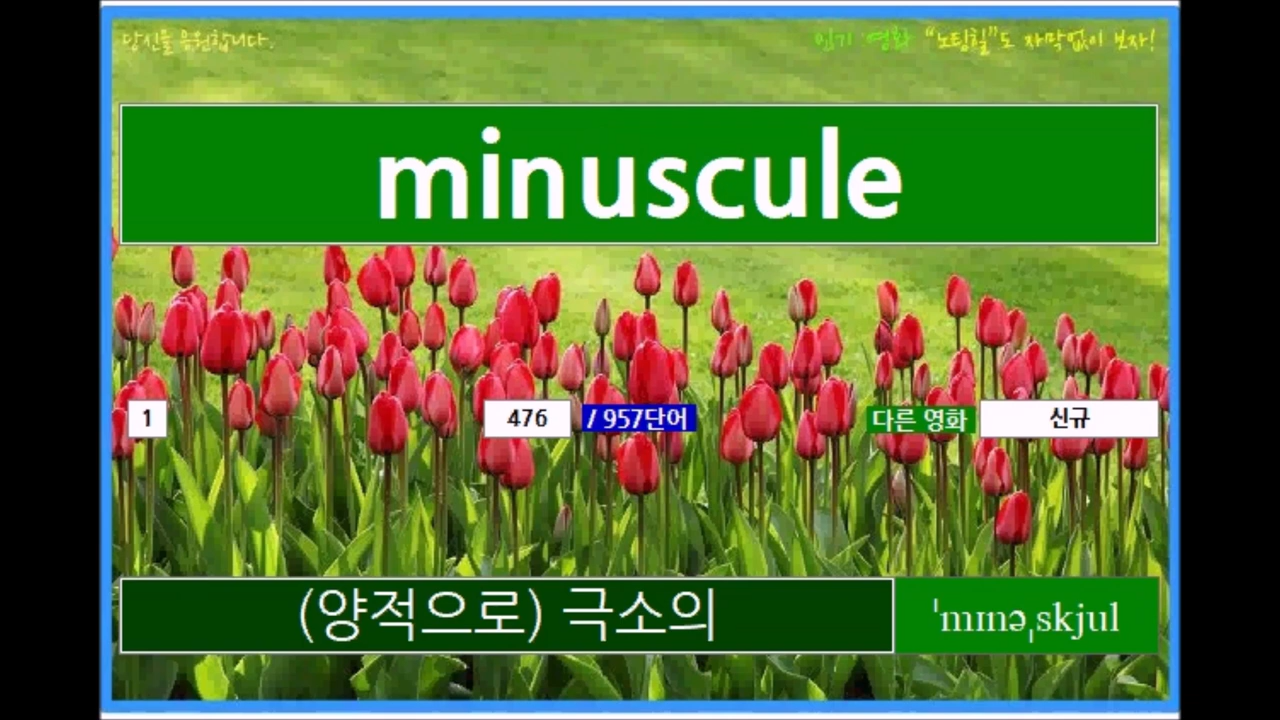 당신을 응원합니다.
인기 영화 "노팅힐"도 자막없이 보자!
minuscule
1
476
/ 957단어
다른 영화
신규
(양적으로) 극소의
ˈmɪnəˌskjul